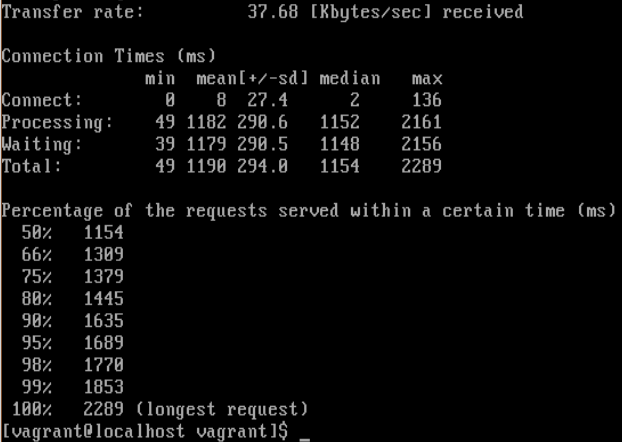 Transfer rate:          37.68 [Kbytes/sec] received

Connection Times (ms)
              min  mean[+/-sd] median   max
Connect:        0    8  27.4      2     136
Processing:    49 1182 290.6   1152    2161
Waiting:       39 1179 290.5   1148    2156
Total:         49 1190 294.0   1154    2289

Percentage of the requests served within a certain time (ms)
  50%   1154
  66%   1309
  75%   1379
  80%   1445
  90%   1635
  95%   1689
  98%   1770
  99%   1853
 100%   2289 (longest request)
[vagrant@localhost vagrant]$ _